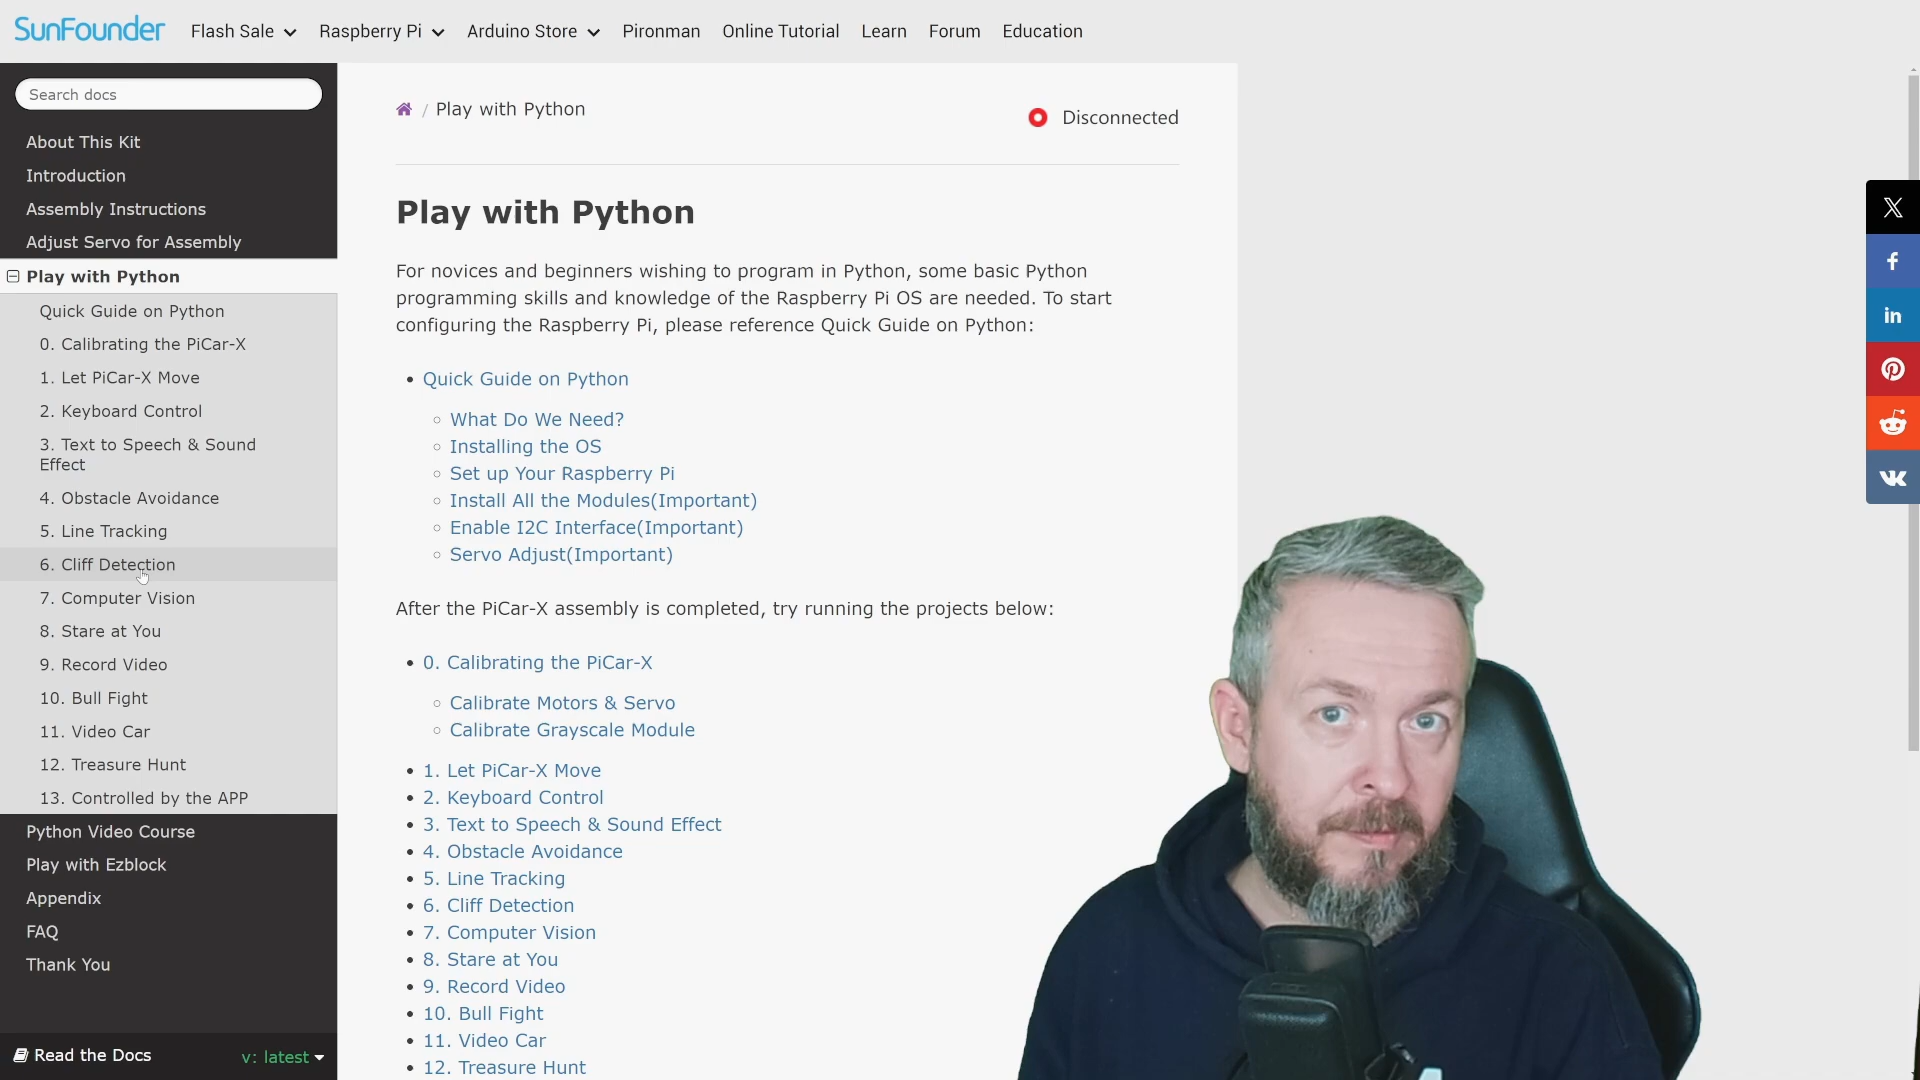 SunFounder
Flash Sale
Raspberry Pi
Arduino Store
Pironman
Online Tutorial
Learn
Forum
Education
Search docs
About This Kit
Introduction
Assembly Instructions
Adjust Servo for Assembly
Play with Python
Quick Guide on Python
0. Calibrating the PiCar-X
1. Let PiCar-X Move
2. Keyboard Control
3. Text to Speech & Sound
Effect
4. Obstacle Avoidance
5. Line Tracking
6. Cliff Detection
7. Computer Vision
8. Stare at You
9. Record Video
10. Bull Fight
11. Video Car
12. Treasure Hunt
13. Controlled by the APP
Python Video Course
Play with Ezblock
Appendix
FAQ
Thank You
Read the Docs
v: latest
/ Play with Python
Disconnected
Play with Python
For novices and beginners wishing to program in Python, some basic Python
programming skills and knowledge of the Raspberry Pi OS are needed. To start
configuring the Raspberry Pi, please reference Quick Guide on Python:
• Quick Guide on Python
◦ What Do We Need?
◦ Installing the OS
◦ Set up Your Raspberry Pi
◦ Install All the Modules(Important)
◦ Enable I2C Interface(Important)
◦ Servo Adjust(Important)
After the PiCar-X assembly is completed, try running the projects below:
• 0. Calibrating the PiCar-X
◦ Calibrate Motors & Servo
◦ Calibrate Grayscale Module
• 1. Let PiCar-X Move
• 2. Keyboard Control
• 3. Text to Speech & Sound Effect
• 4. Obstacle Avoidance
• 5. Line Tracking
• 6. Cliff Detection
• 7. Computer Vision
• 8. Stare at You
• 9. Record Video
• 10. Bull Fight
• 11. Video Car
• 12. Treasure Hunt